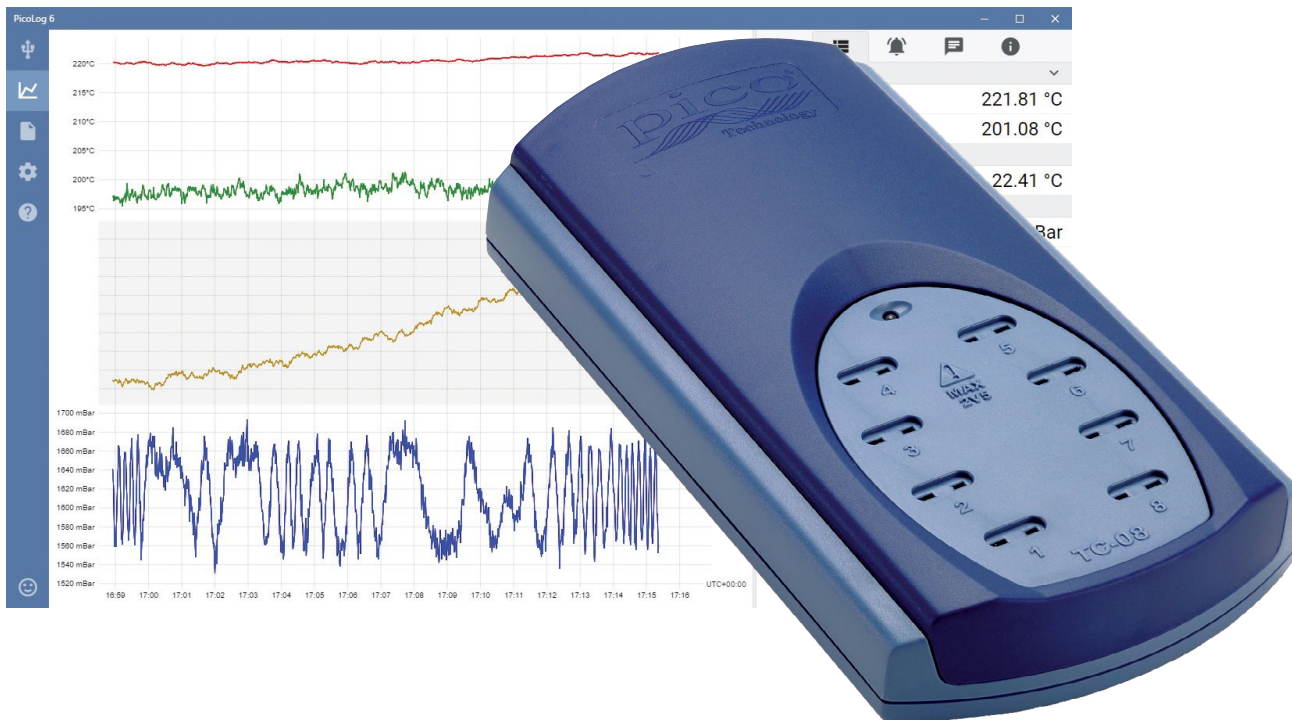 PicoLog 6
220°C
215°C
210°C
205°C
200°C
195°C
1700 mBar
1680 mBar
1660 mBar
1640 mBar
1620 mBar
1600 mBar
1580 mBar
1560 mBar
1540 mBar
1520 mBar
16:59 17:00 17:01 17:02 17:03 17:04 17:05 17:06 17:07 17:08 17:09 17:10 17:11 17:12 17:13 17:14 17:15 17:16
UTC+00:00
221.81 °C
201.08 °C
22.41 °C
Bar
pico
Technology
5
4
6
MAX
2V5
3
7
2
8
1
TC-08